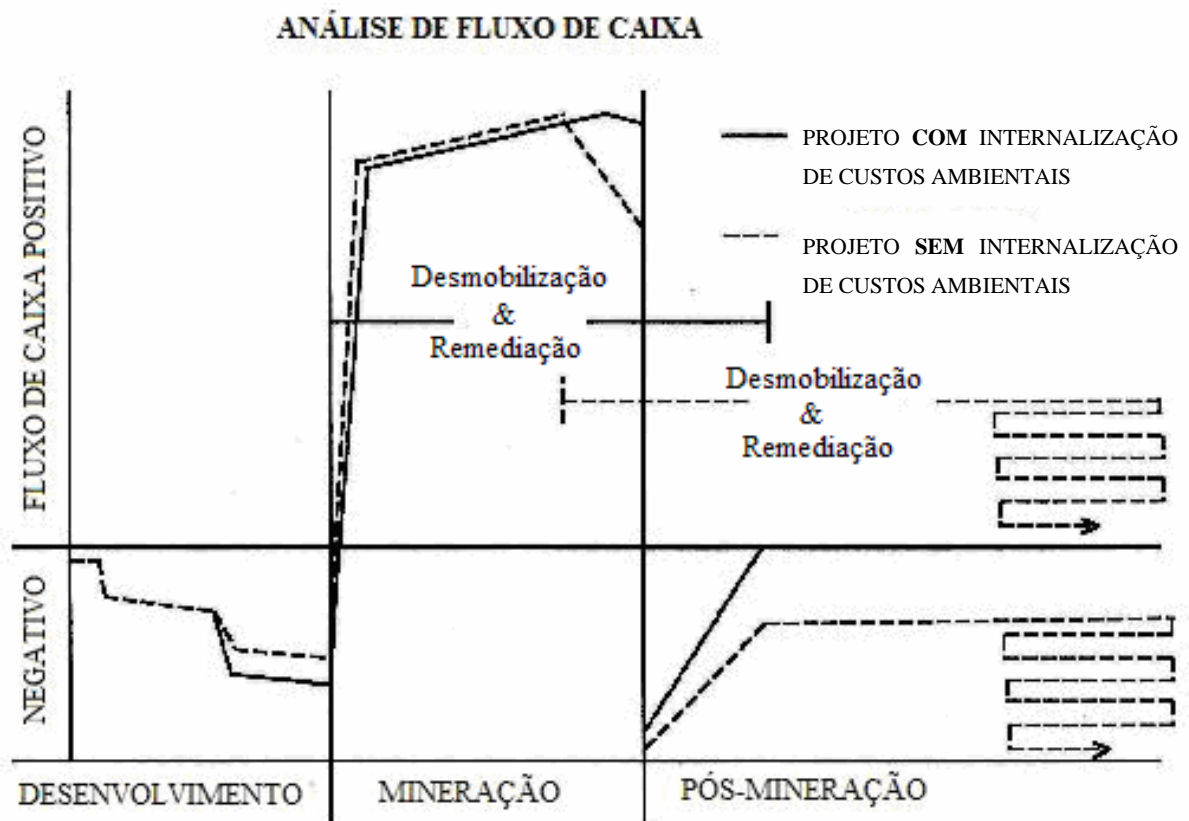 ANÁLISE DE FLUXO DE CAIXA
FLUXO DE CAIXA POSITIVO
NEGATIVO
PROJETO COM INTERNALIZAÇÃO
DE CUSTOS AMBIENTAIS
PROJETO SEM INTERNALIZAÇÃO
DE CUSTOS AMBIENTAIS
Desmobilização
&
Remediação
Desmobilização
&
Remediação
DESENVOLVIMENTO
MINERAÇÃO
PÓS-MINERAÇÃO